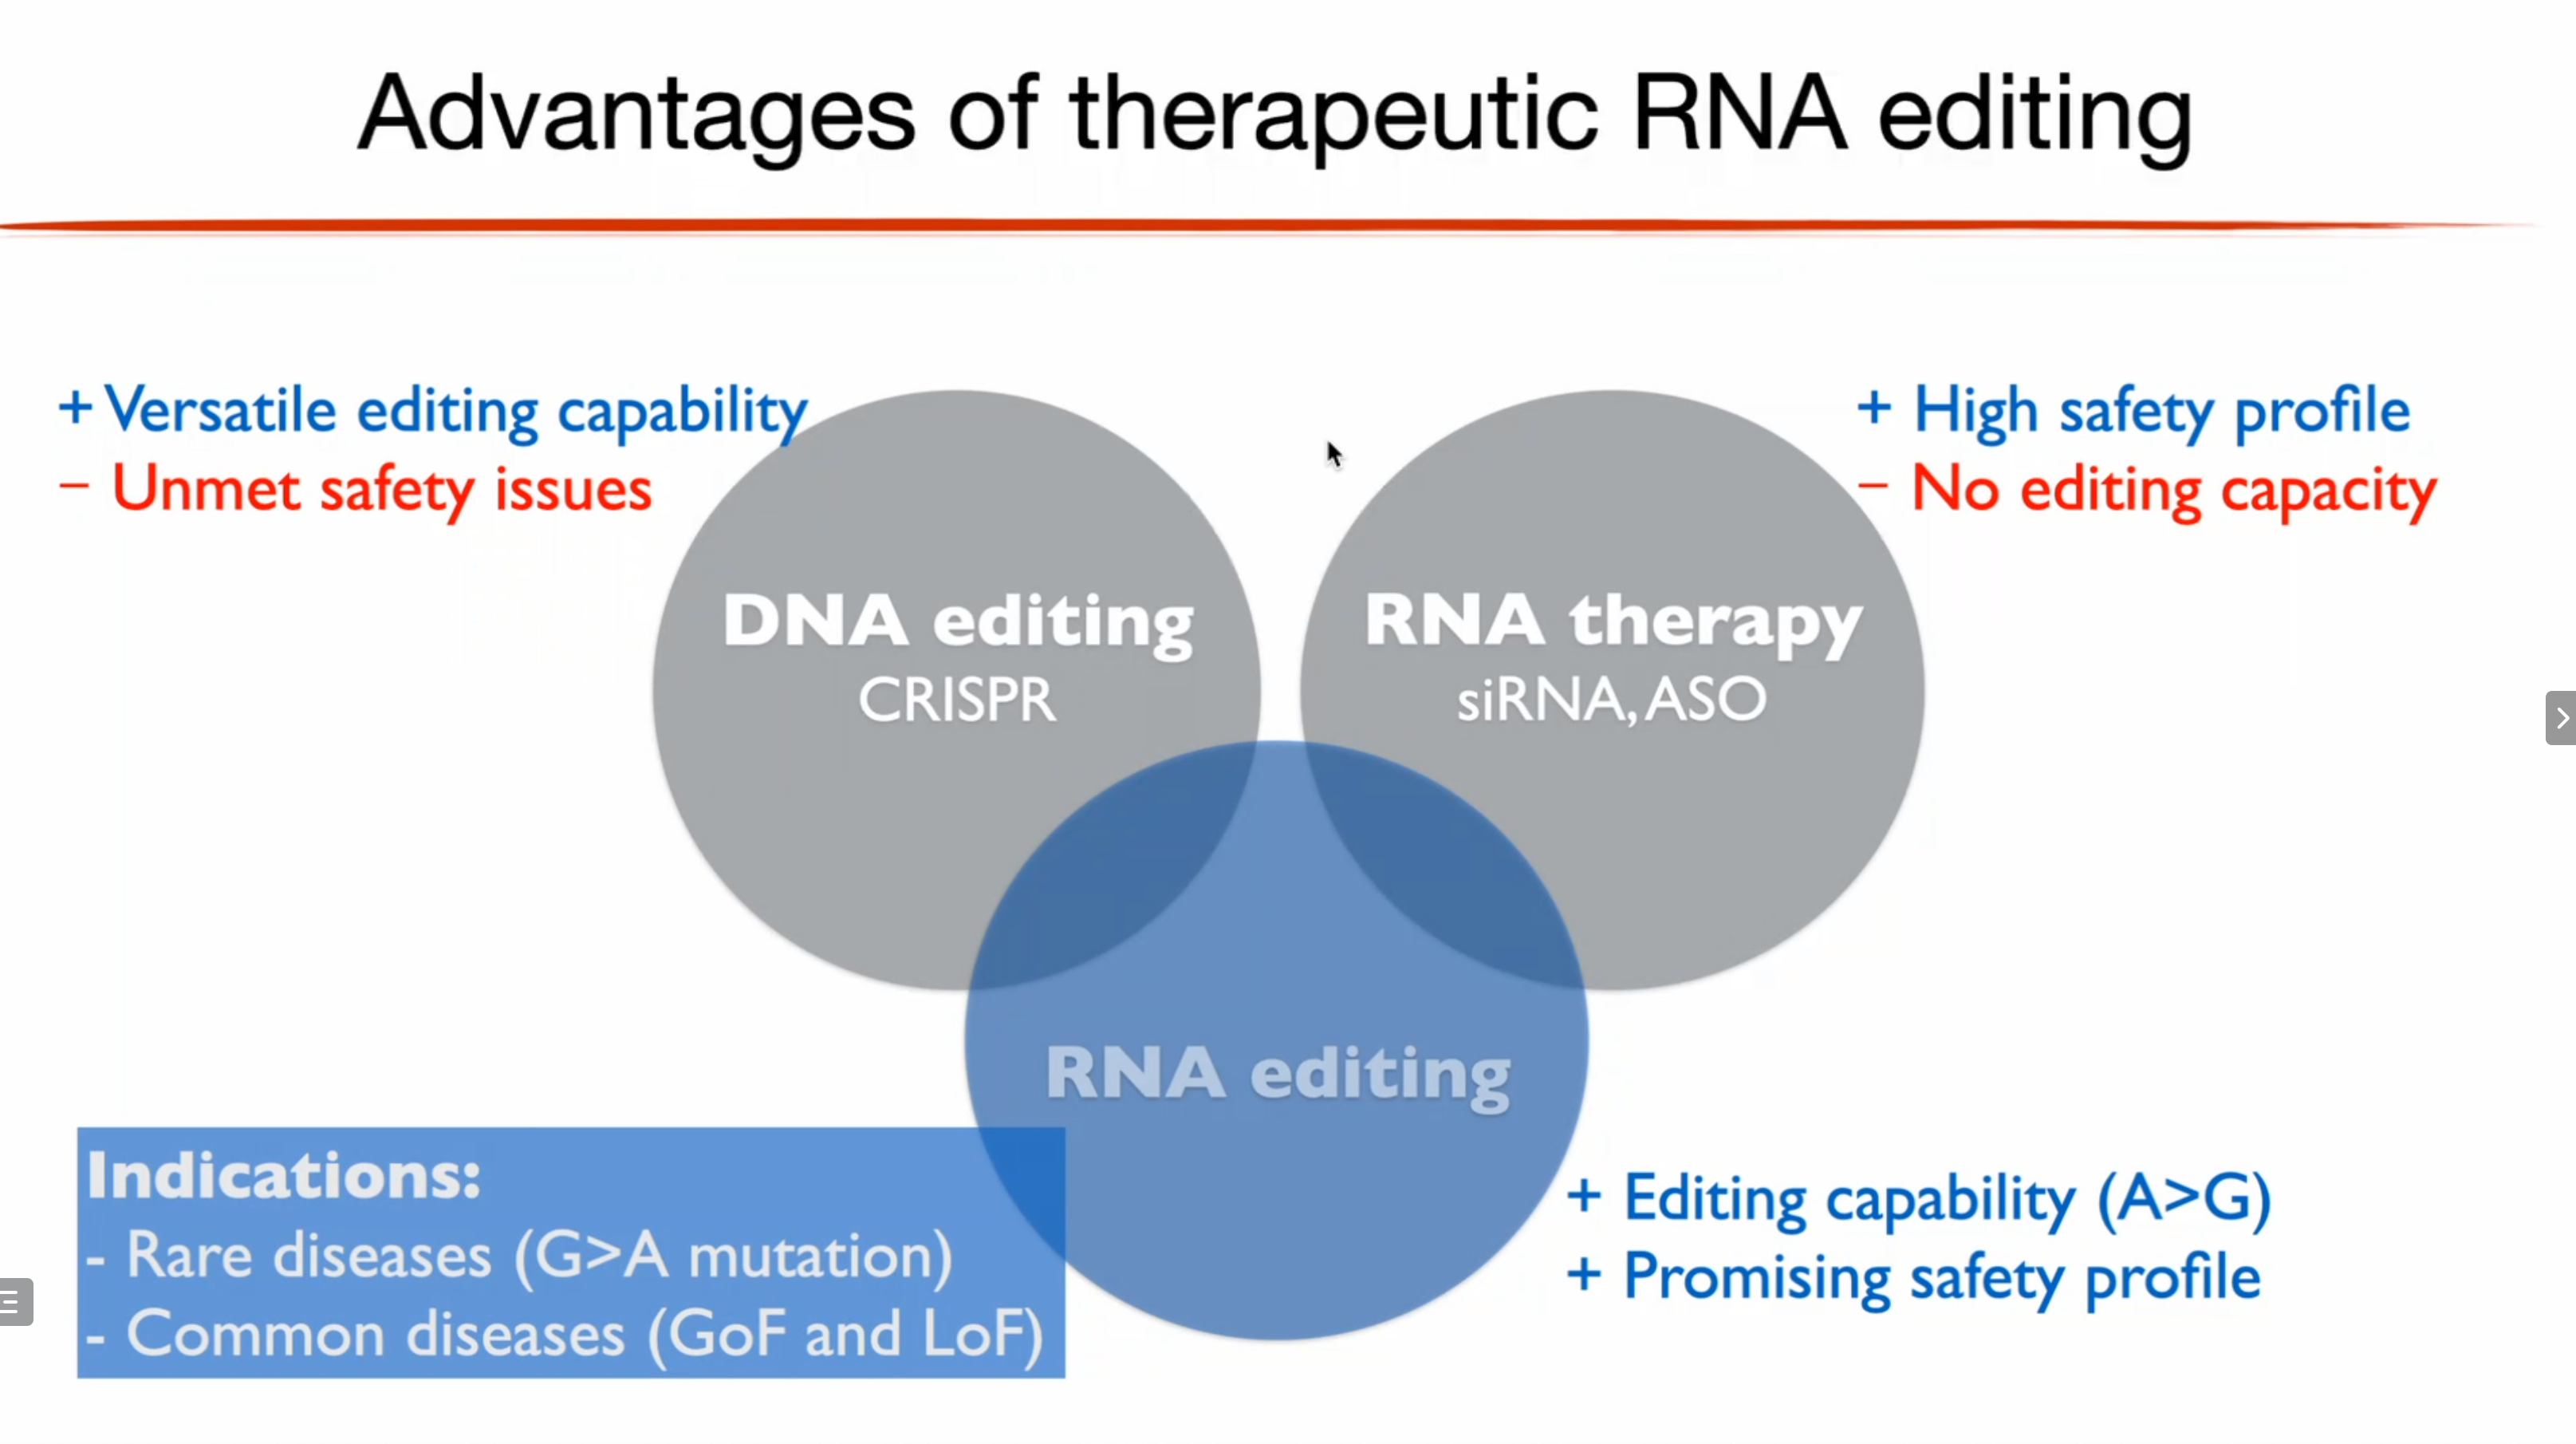 Advantages of therapeutic RNA editing
+ Versatile editing capability
− Unmet safety issues
+ High safety profile
− No editing capacity
DNA editing
CRISPR
RNA therapy
siRNA, ASO
RNA editing
Indications:
- Rare diseases (G>A mutation)
- Common diseases (GoF and LoF)
+ Editing capability (A>G)
+ Promising safety profile